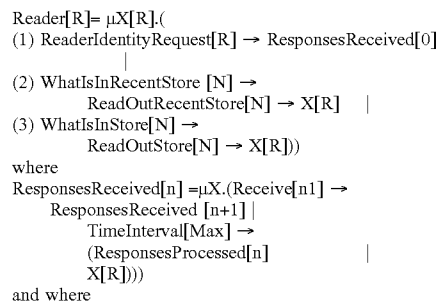 Reader[R]= µX[R].(
(1) ReaderIdentityRequest[R] → ResponsesReceived[0]
|
(2) WhatIsInRecentStore [N] →
ReadOutRecentStore[N] → X[R] |
(3) WhatIsInStore[N] →
ReadOutStore[N] → X[R]))
where
ResponsesReceived[n] =µX.(Receive[n1] →
ResponsesReceived [n+1] |
TimeInterval[Max] →
(ResponsesProcessed[n] |
X[R])))
and where